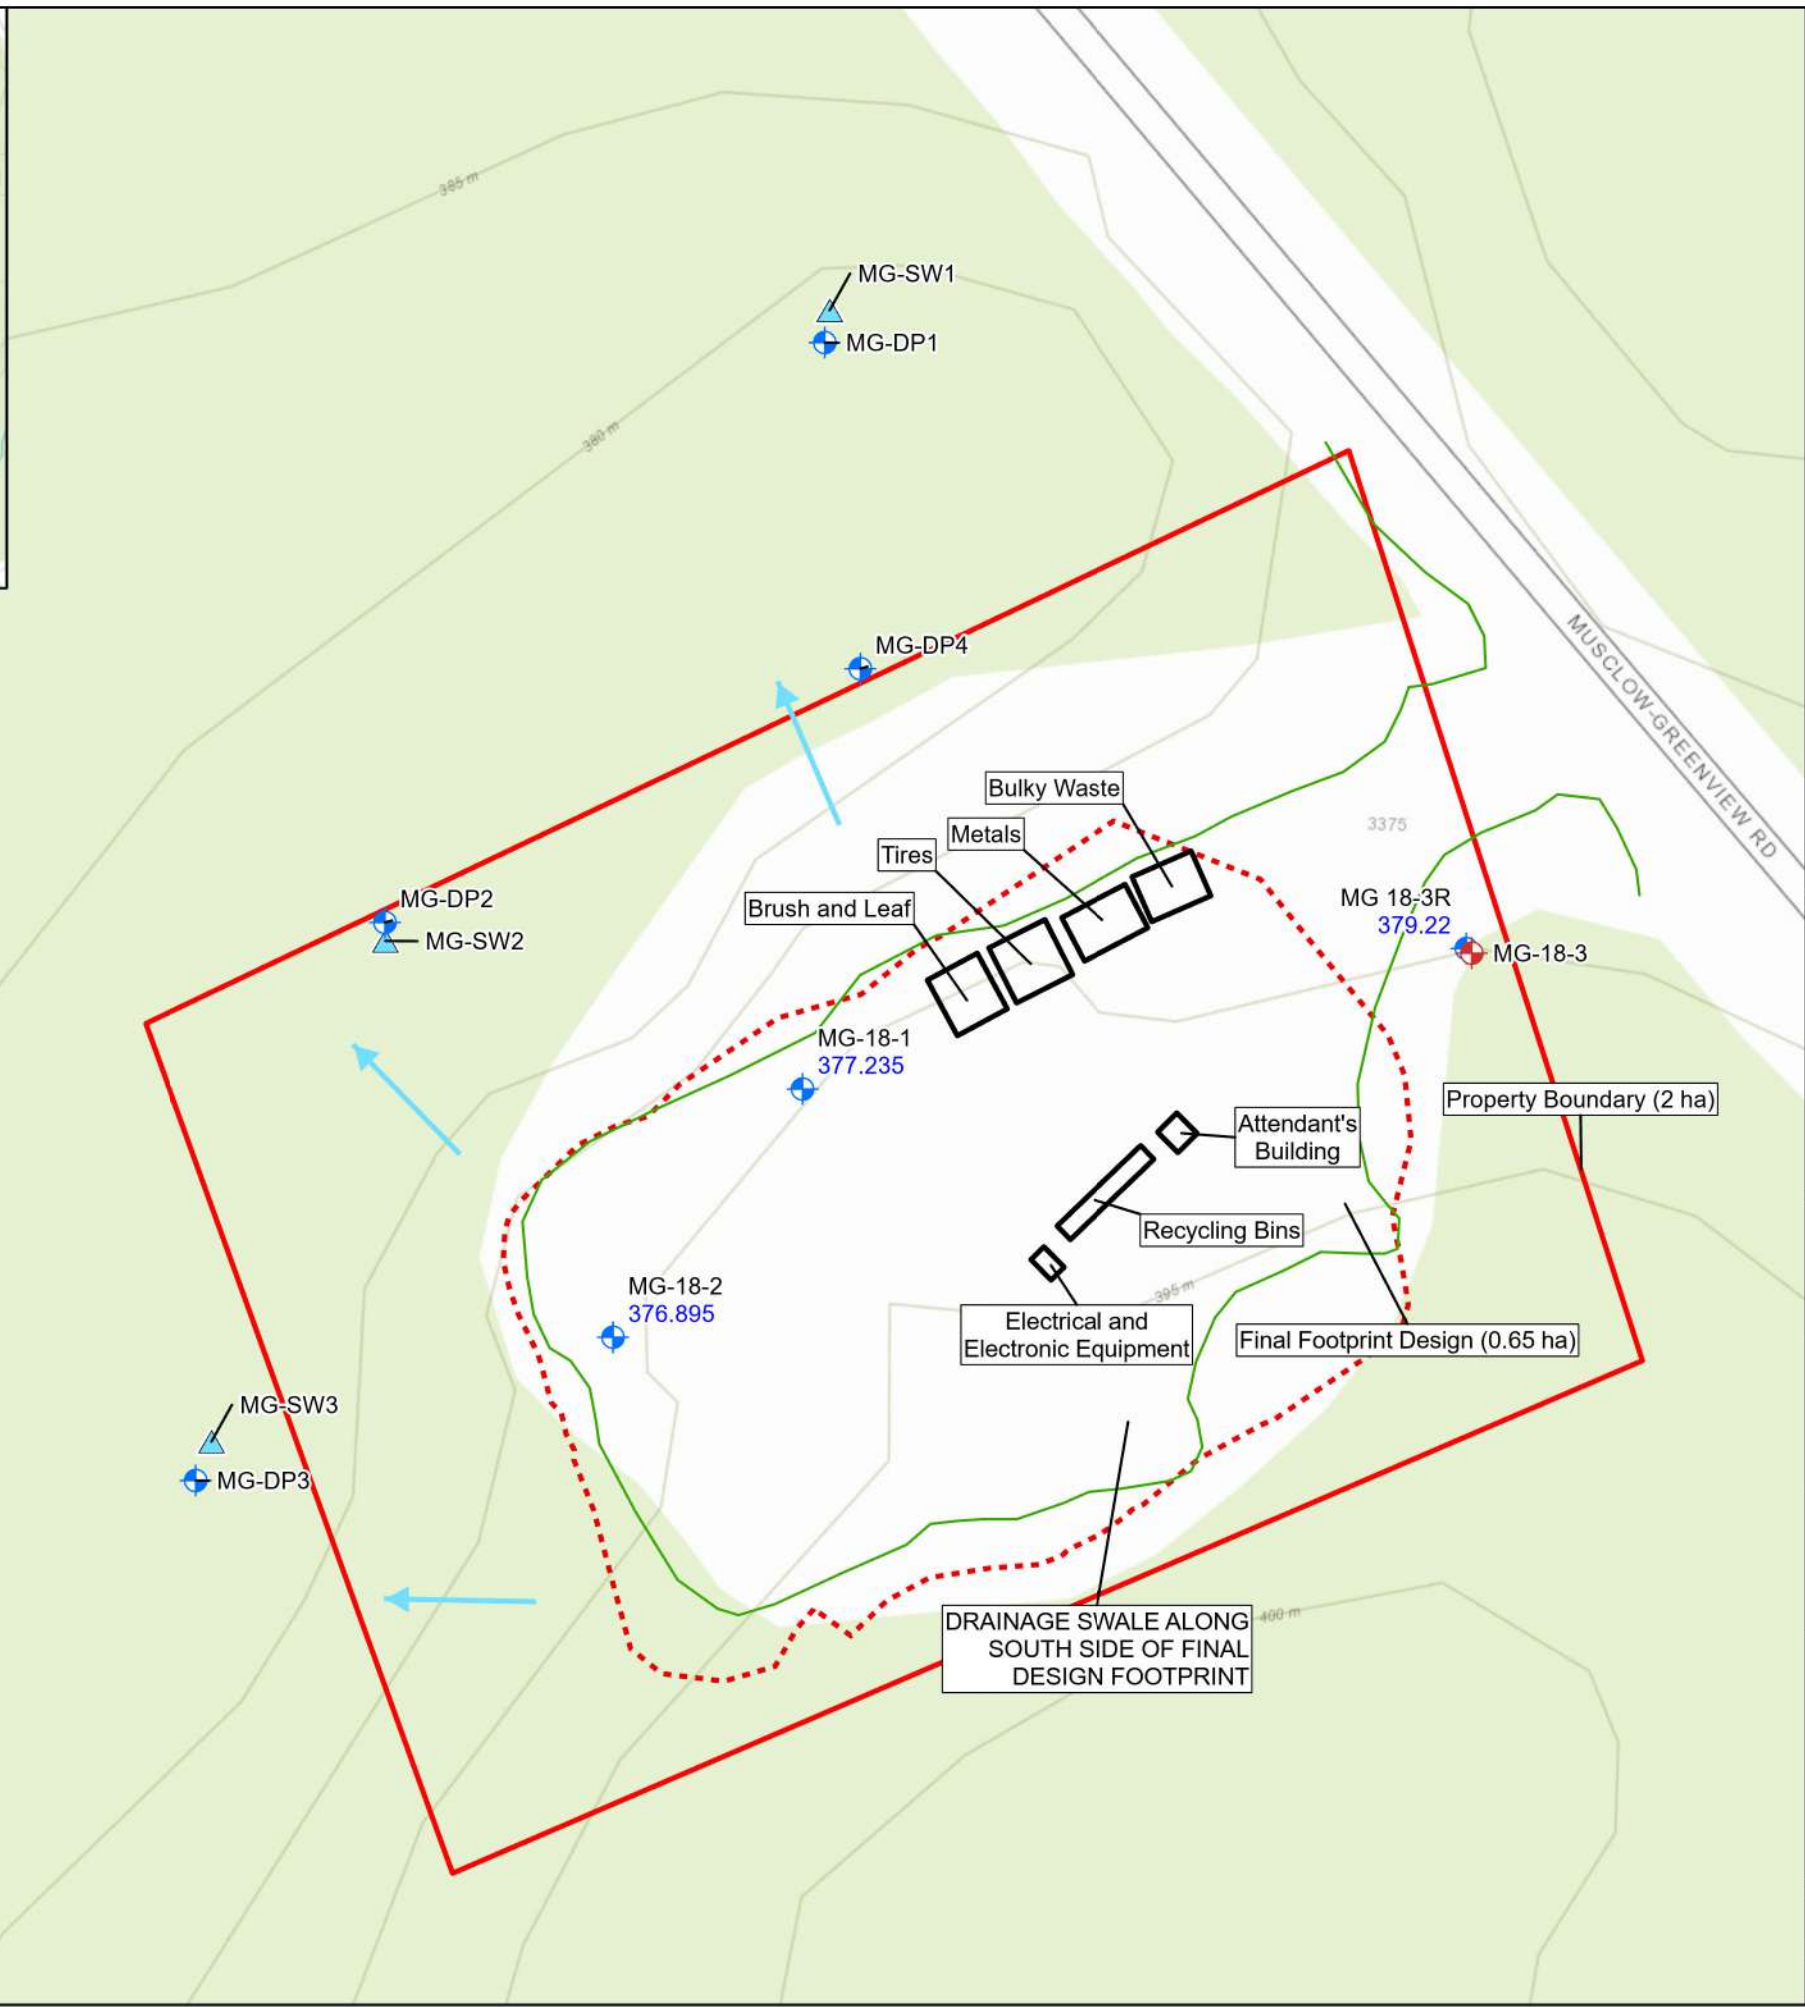 385 m
MG-SW1
MG-DP1
380 m
MUSCLOW-GREENVIEW RD
MG-DP4
Bulky Waste
3375
Metals
Tires
MG-DP2
Brush and Leaf
MG 18-3R
379.22
MG-SW2
MG-18-3
MG-18-1
377.235
Property Boundary (2 ha)
Attendant's
Building
Recycling Bins
MG-18-2
376.895
395 m
Electrical and
Electronic Equipment
Final Footprint Design (0.65 ha)
MG-SW3
MG-DP3
400 m
DRAINAGE SWALE ALONG
SOUTH SIDE OF FINAL
DESIGN FOOTPRINT